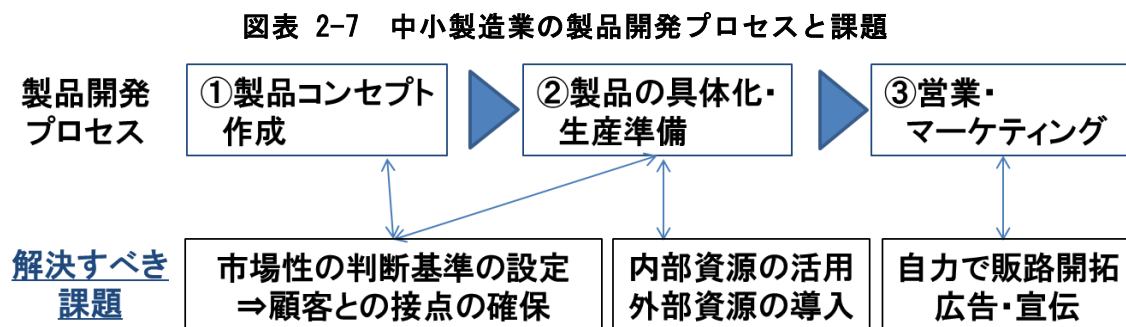 図表 2-7 中小製造業の製品開発プロセスと課題
製品開発
プロセス
①製品コンセプト
作成
②製品の具体化・
生産準備
③営業・
マーケティング
解決すべき
課題
市場性の判断基準の設定
⇒顧客との接点の確保
内部資源の活用
外部資源の導入
自力で販路開拓
広告・宣伝